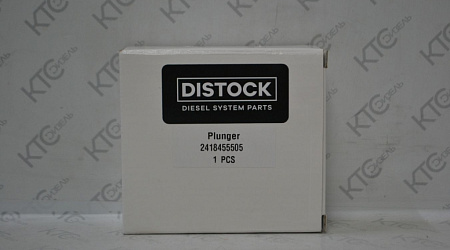 DISTOCK
DIESEL SYSTEM PARTS
Plunger
2418455505
1 PCS